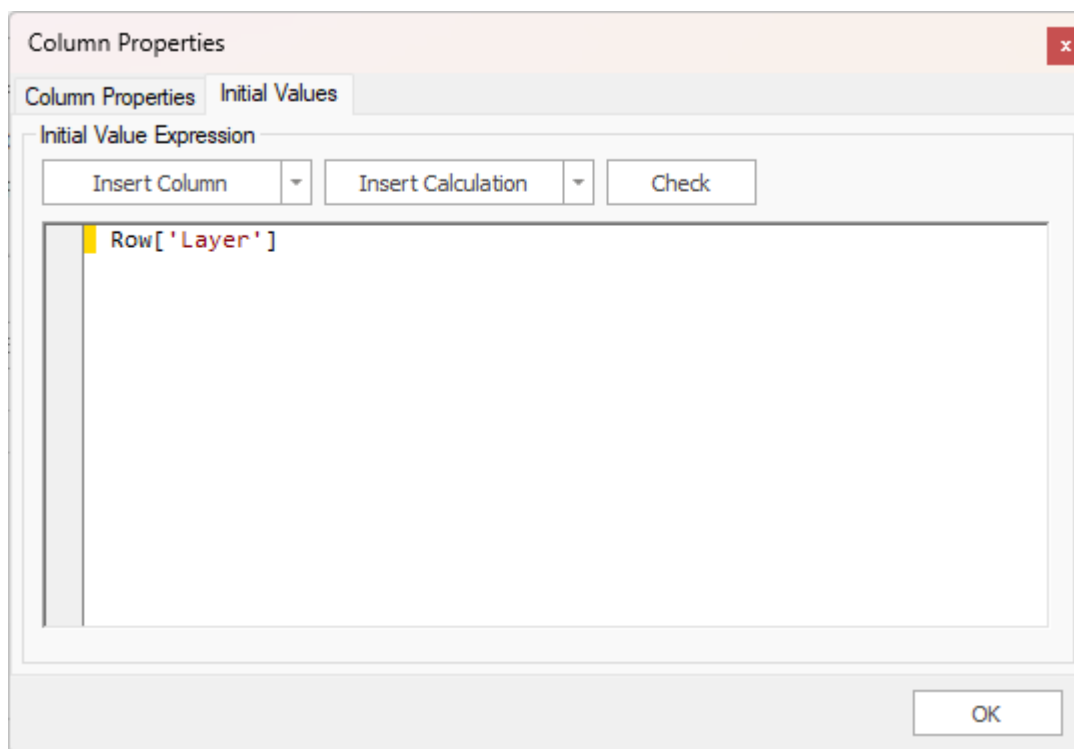 Column Properties
x
Column Properties Initial Values
Initial Value Expression
Insert Column Insert Calculation Check
Row['Layer']
OK